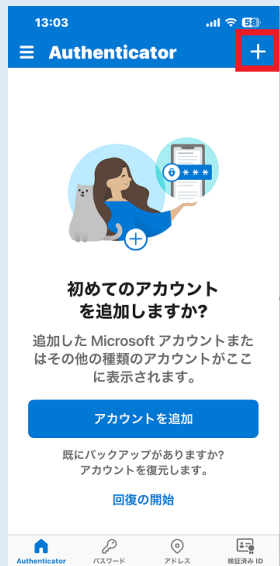 13:03
58
Authenticator
***
初めてのアカウント
を追加しますか?
追加した Microsoft アカウントまた
はその他の種類のアカウントがここ
に表示されます。
アカウントを追加
既にバックアップがありますか?
アカウントを復元します。
回復の開始
Authenticator パスワード アドレス 検証済み ID